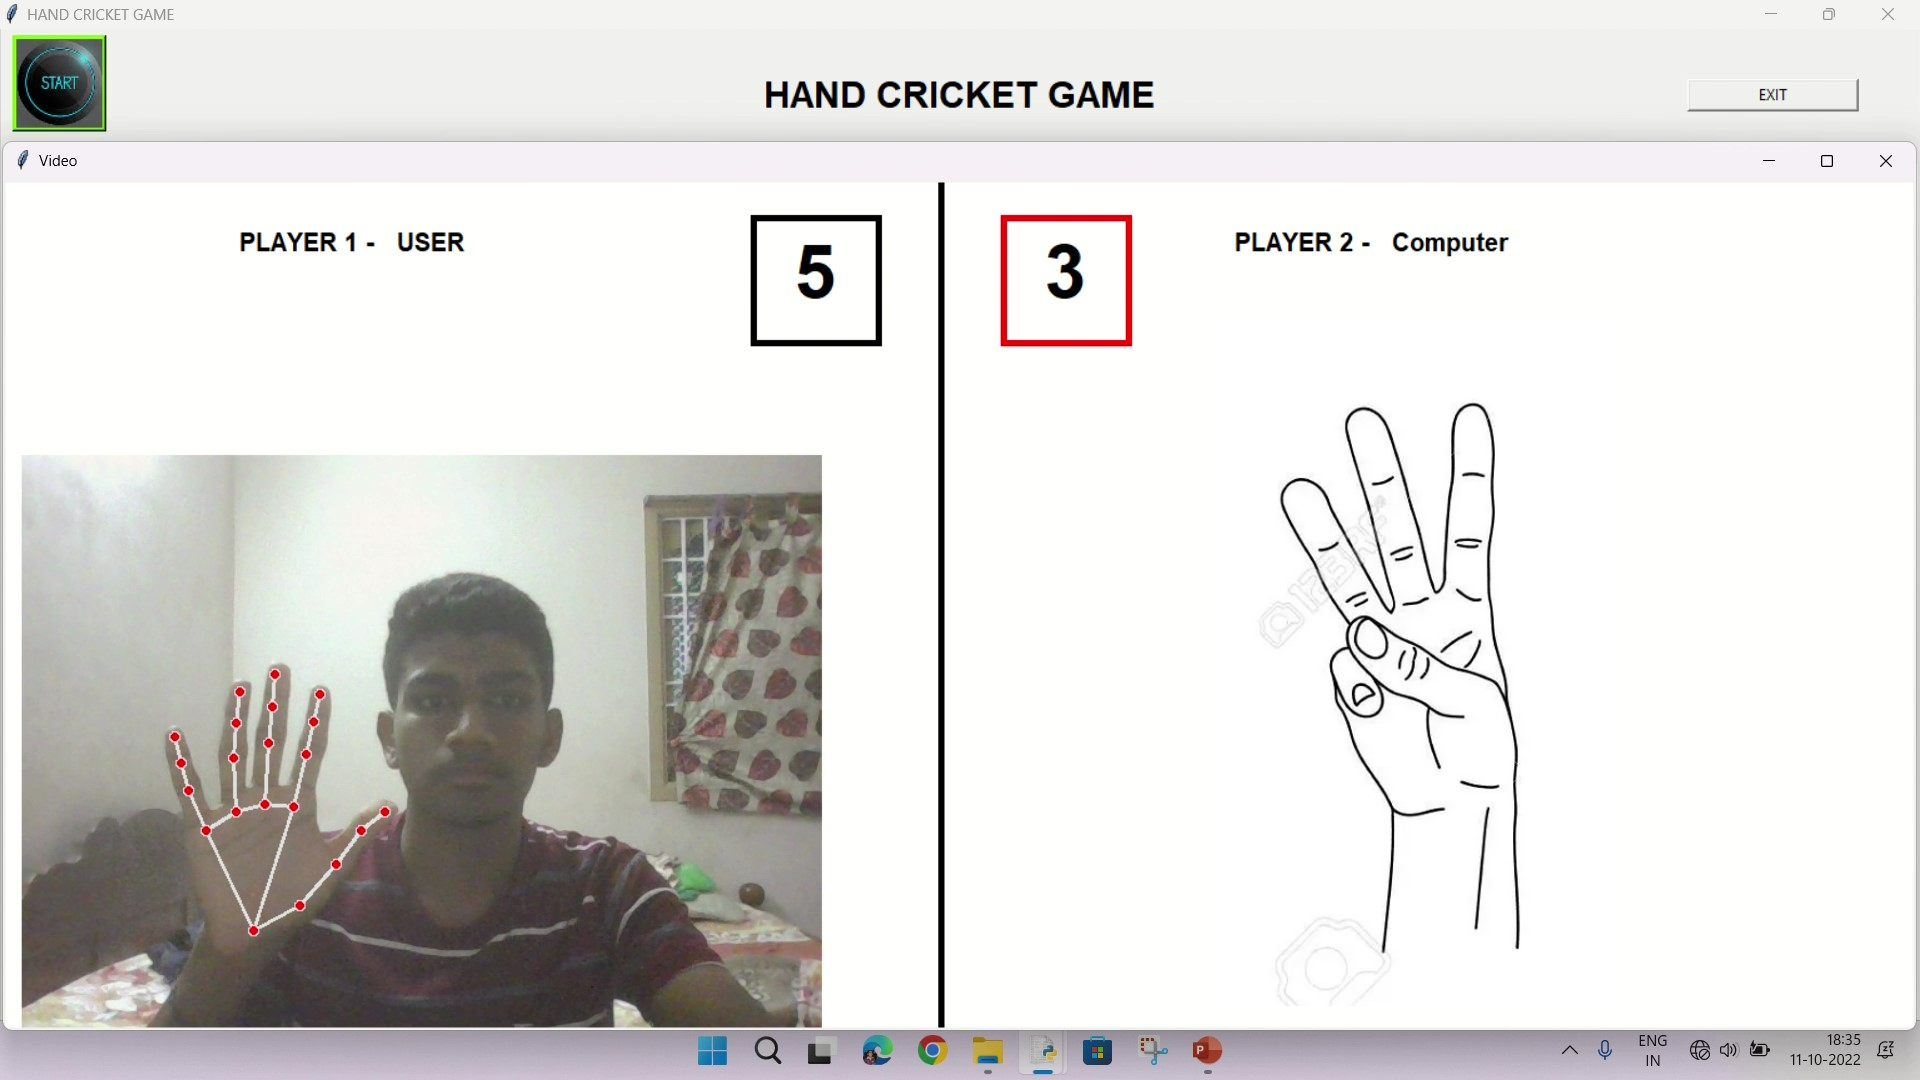 HAND CRICKET GAME
START
HAND CRICKET GAME
EXIT
Video
PLAYER 1 - USER
5
3
PLAYER 2 - Computer
@123RF
ENG
IN
18:35
11-10-2022